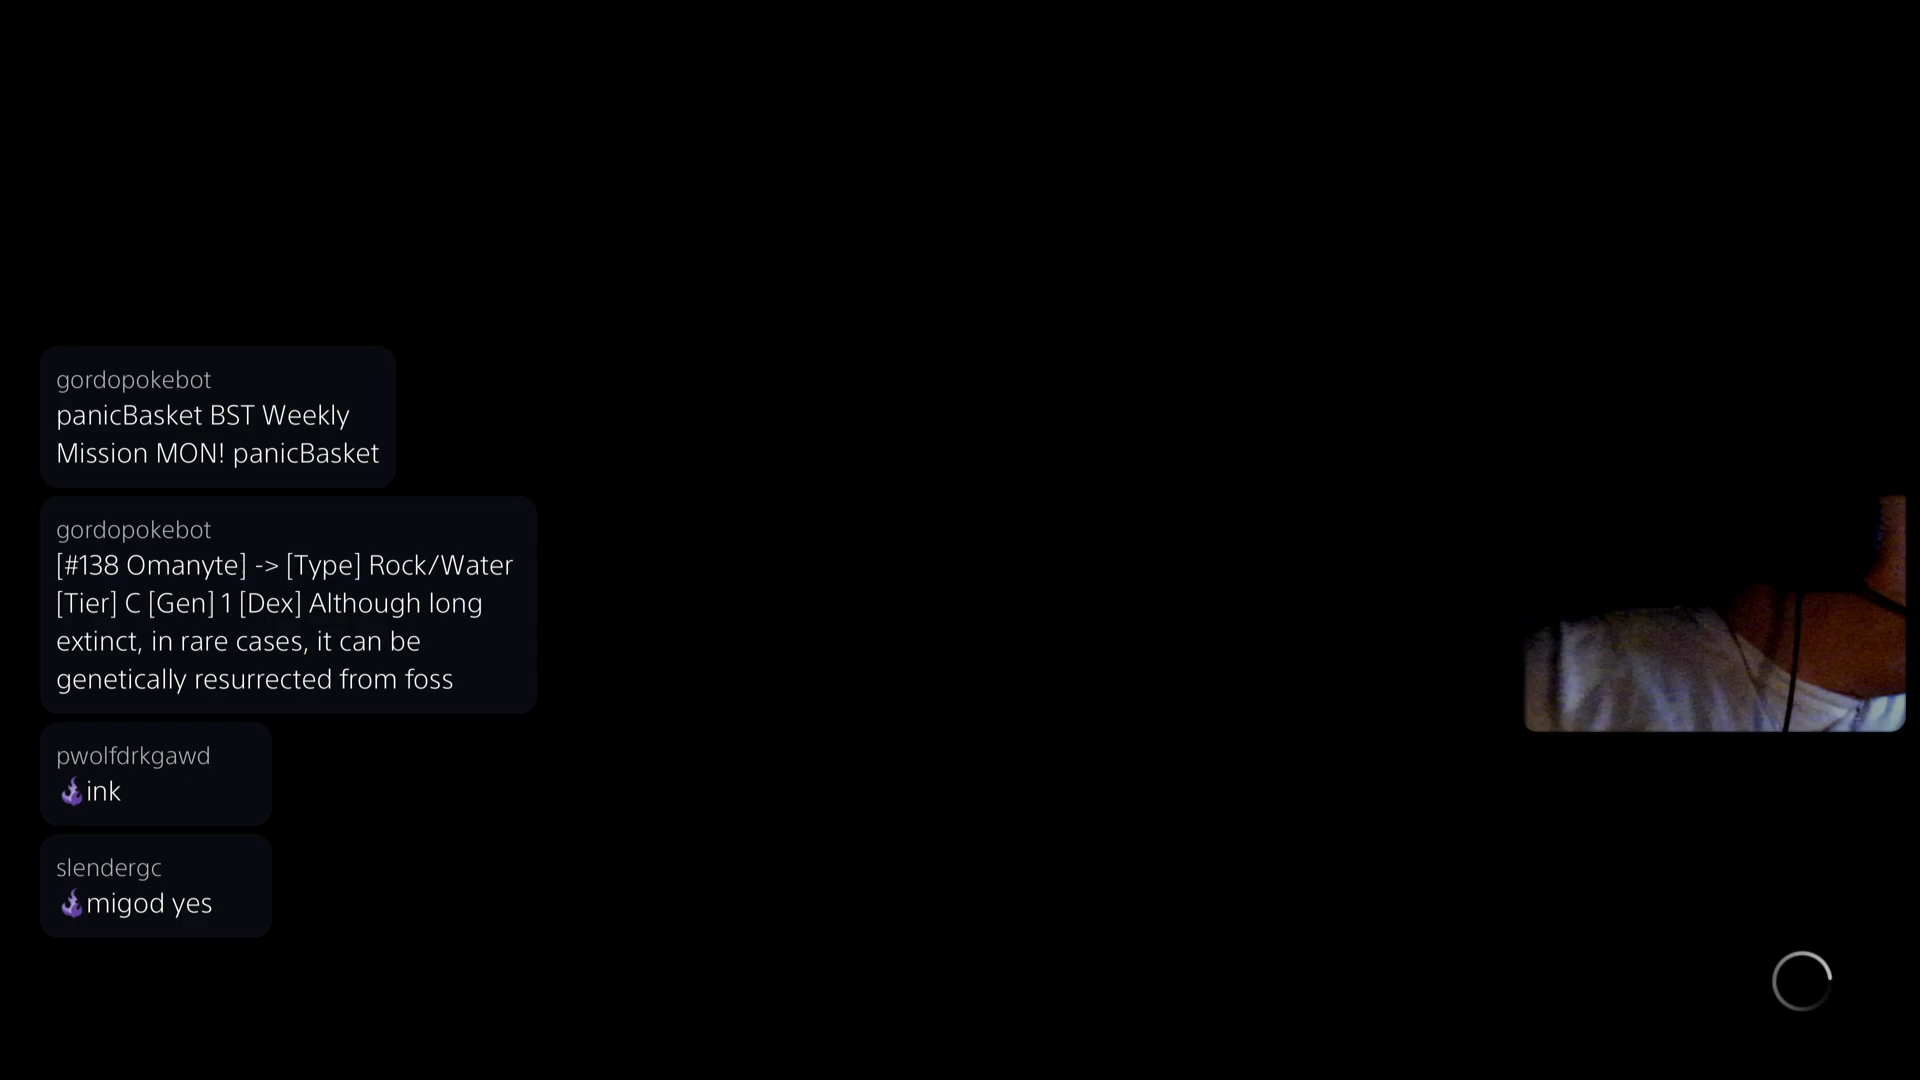 gordopokebot
panicBasket BST Weekly
Mission MON! panicBasket
gordopokebot
[#138 Omanyte] -> [Type] Rock/Water
[Tier] C [Gen] 1 [Dex] Although long
extinct, in rare cases, it can be
genetically resurrected from foss
pwolfdrkgawd
ink
slendergc
migod yes